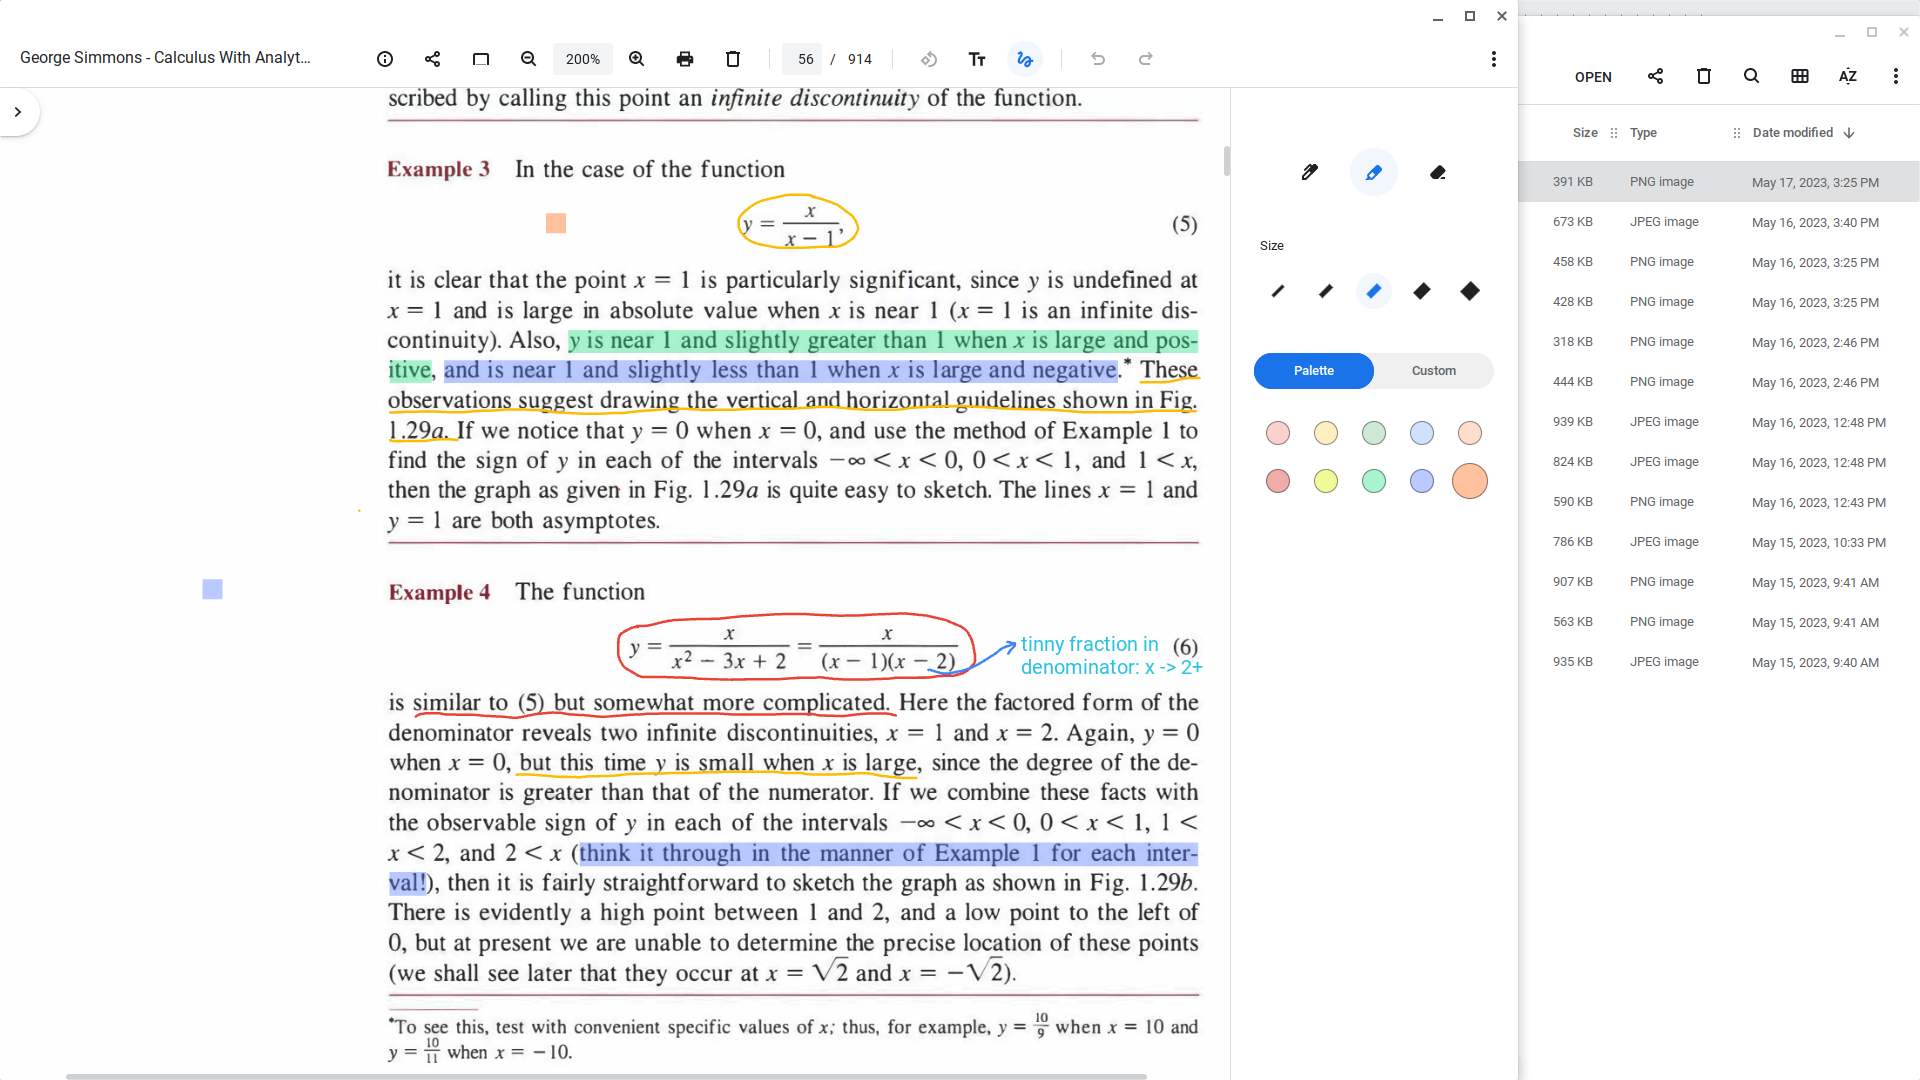 George Simmons - Calculus With Analyt...
200%
56 / 914
OPEN
scribed by calling this point an infinite discontinuity of the function.
Example 3 In the case of the function
y = x / (x − 1), (5)
it is clear that the point x = 1 is particularly significant, since y is undefined at
x = 1 and is large in absolute value when x is near 1 (x = 1 is an infinite dis-
continuity). Also, y is near 1 and slightly greater than 1 when x is large and pos-
itive, and is near 1 and slightly less than 1 when x is large and negative.* These
observations suggest drawing the vertical and horizontal guidelines shown in Fig.
1.29a. If we notice that y = 0 when x = 0, and use the method of Example 1 to
find the sign of y in each of the intervals −∞ < x < 0, 0 < x < 1, and 1 < x,
then the graph as given in Fig. 1.29a is quite easy to sketch. The lines x = 1 and
y = 1 are both asymptotes.
Example 4 The function
y = x / (x² − 3x + 2) = x / ((x − 1)(x − 2)) (6)
tinny fraction in
denominator: x -> 2+
is similar to (5) but somewhat more complicated. Here the factored form of the
denominator reveals two infinite discontinuities, x = 1 and x = 2. Again, y = 0
when x = 0, but this time y is small when x is large, since the degree of the de-
nominator is greater than that of the numerator. If we combine these facts with
the observable sign of y in each of the intervals −∞ < x < 0, 0 < x < 1, 1 <
x < 2, and 2 < x (think it through in the manner of Example 1 for each inter-
val!), then it is fairly straightforward to sketch the graph as shown in Fig. 1.29b.
There is evidently a high point between 1 and 2, and a low point to the left of
0, but at present we are unable to determine the precise location of these points
(we shall see later that they occur at x = √2 and x = −√2).
*To see this, test with convenient specific values of x; thus, for example, y = 10/9 when x = 10 and
y = 10/11 when x = −10.
Size
Palette Custom
Size Type Date modified
391 KB PNG image May 17, 2023, 3:25 PM
673 KB JPEG image May 16, 2023, 3:40 PM
458 KB PNG image May 16, 2023, 3:25 PM
428 KB PNG image May 16, 2023, 3:25 PM
318 KB PNG image May 16, 2023, 2:46 PM
444 KB PNG image May 16, 2023, 2:46 PM
939 KB JPEG image May 16, 2023, 12:48 PM
824 KB JPEG image May 16, 2023, 12:48 PM
590 KB PNG image May 16, 2023, 12:43 PM
786 KB JPEG image May 15, 2023, 10:33 PM
907 KB PNG image May 15, 2023, 9:41 AM
563 KB PNG image May 15, 2023, 9:41 AM
935 KB JPEG image May 15, 2023, 9:40 AM